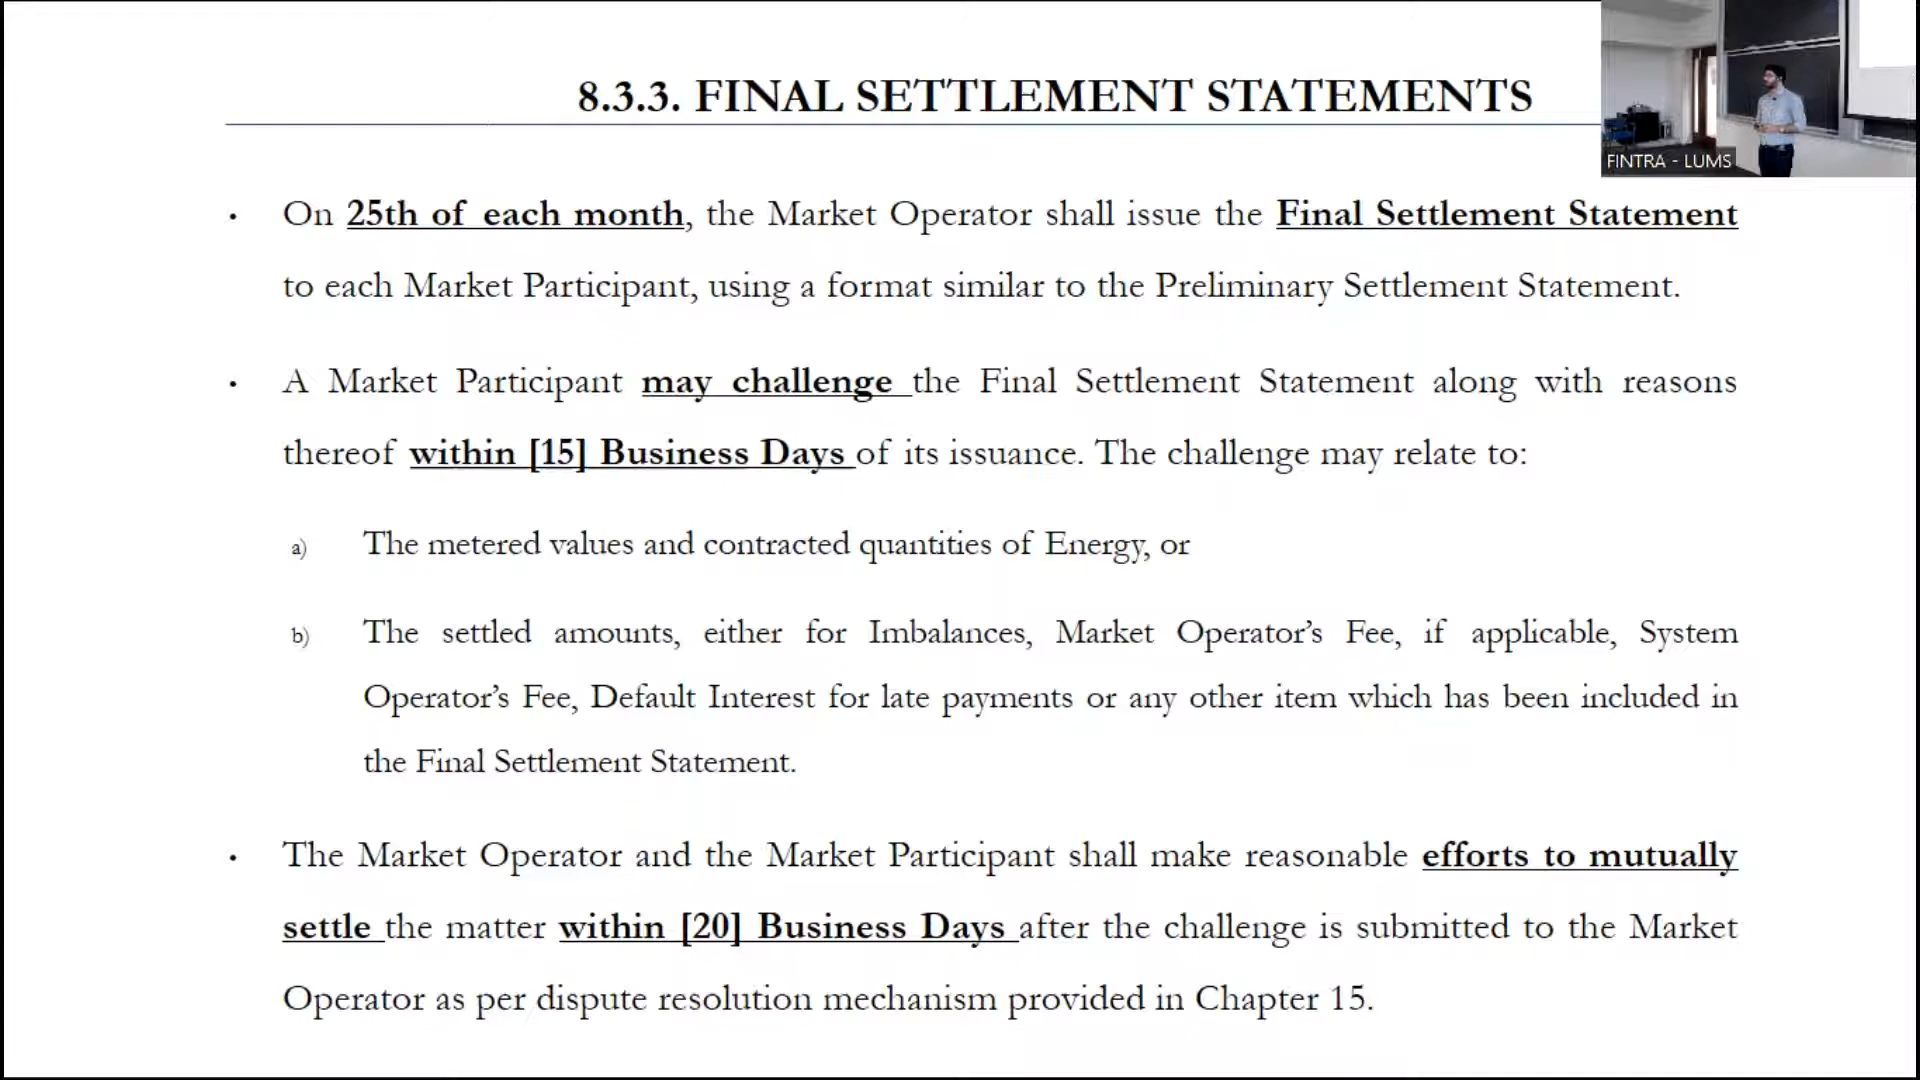 8.3.3. FINAL SETTLEMENT STATEMENTS
FINTRA - LUMS
• On 25th of each month, the Market Operator shall issue the Final Settlement Statement
to each Market Participant, using a format similar to the Preliminary Settlement Statement.
• A Market Participant may challenge the Final Settlement Statement along with reasons
thereof within [15] Business Days of its issuance. The challenge may relate to:
a) The metered values and contracted quantities of Energy, or
b) The settled amounts, either for Imbalances, Market Operator’s Fee, if applicable, System
Operator’s Fee, Default Interest for late payments or any other item which has been included in
the Final Settlement Statement.
• The Market Operator and the Market Participant shall make reasonable efforts to mutually
settle the matter within [20] Business Days after the challenge is submitted to the Market
Operator as per dispute resolution mechanism provided in Chapter 15.